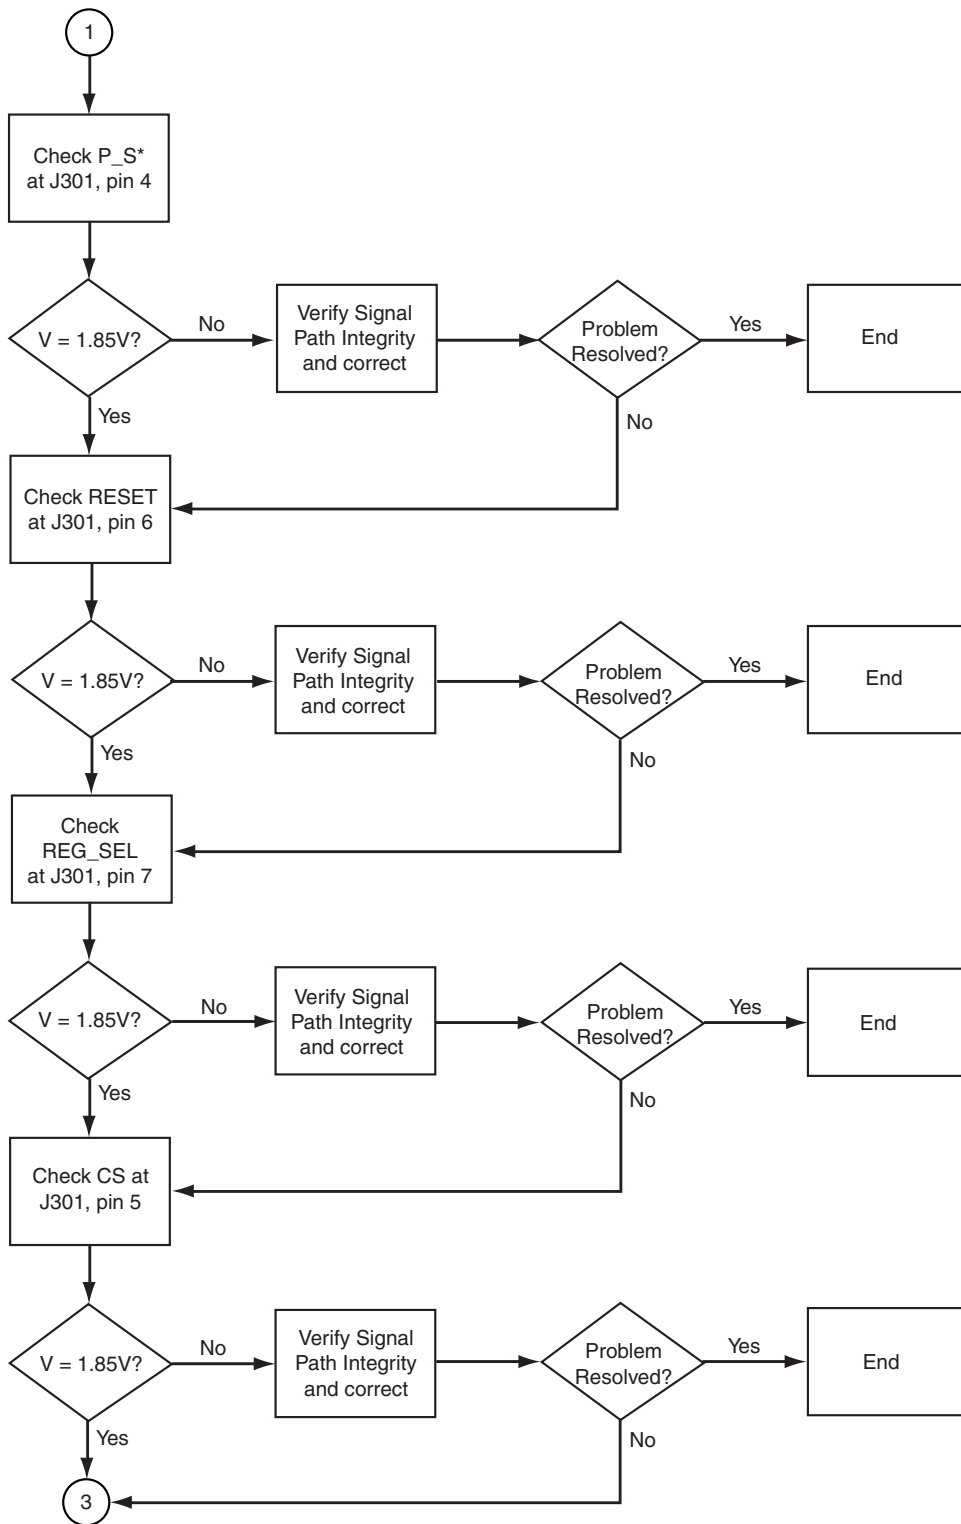 1
Check P_S*
at J301, pin 4
V = 1.85V?
No
Verify Signal
Path Integrity
and correct
Problem
Resolved?
Yes
End
Yes
No
Check RESET
at J301, pin 6
V = 1.85V?
No
Verify Signal
Path Integrity
and correct
Problem
Resolved?
Yes
End
Yes
No
Check
REG_SEL
at J301, pin 7
V = 1.85V?
No
Verify Signal
Path Integrity
and correct
Problem
Resolved?
Yes
End
Yes
No
Check CS at
J301, pin 5
V = 1.85V?
No
Verify Signal
Path Integrity
and correct
Problem
Resolved?
Yes
End
Yes
No
3